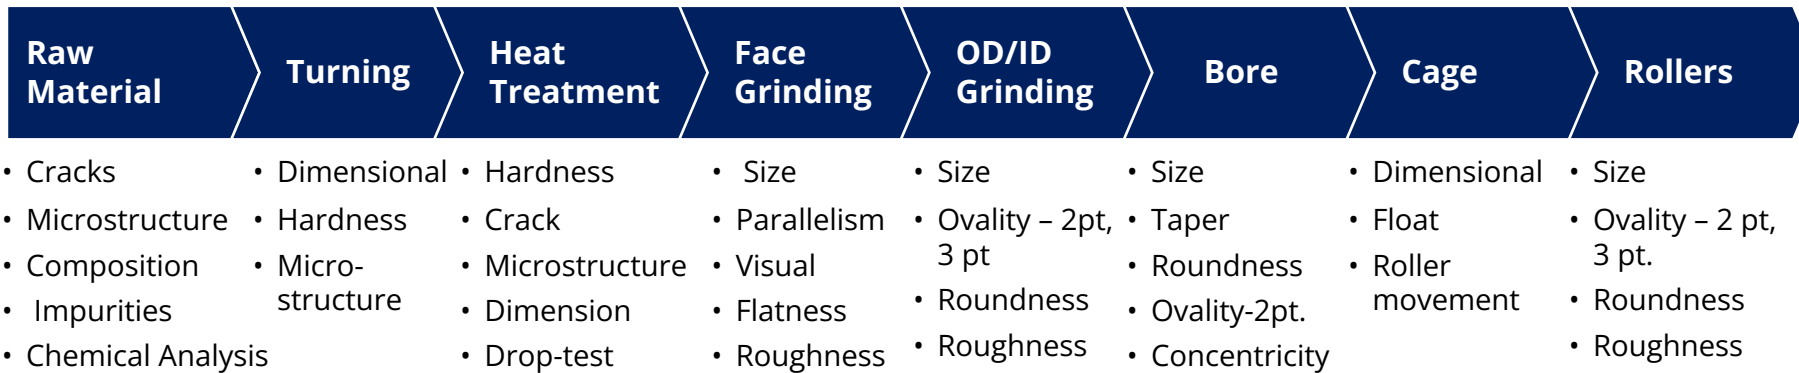 Raw
Material
Turning
Heat
Treatment
Face
Grinding
OD/ID
Grinding
Bore
Cage
Rollers
• Cracks
• Microstructure
• Composition
• Impurities
• Chemical Analysis
• Dimensional
• Hardness
• Micro-
structure
• Hardness
• Crack
• Microstructure
• Dimension
• Drop-test
• Size
• Parallelism
• Visual
• Flatness
• Roughness
• Size
• Ovality – 2pt,
3 pt
• Roundness
• Roughness
• Size
• Taper
• Roundness
• Ovality-2pt.
• Concentricity
• Dimensional
• Float
• Roller
movement
• Size
• Ovality – 2 pt,
3 pt.
• Roundness
• Roughness